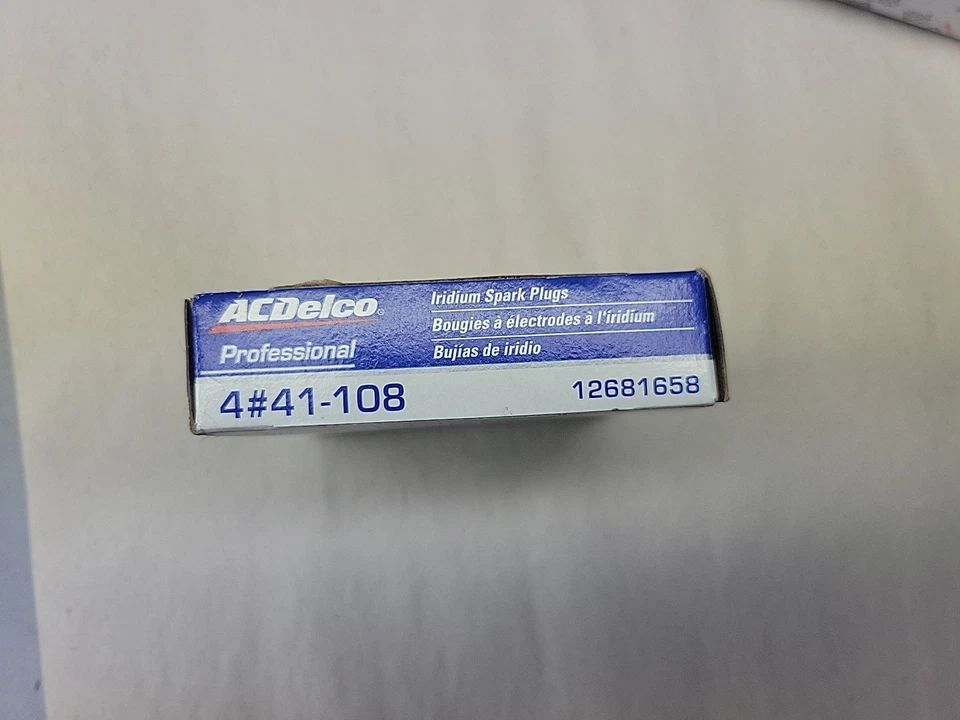 ACDelco
Professional
Iridium Spark Plugs
Bougies à électrodes à l'iridium
Bujías de iridio
4#41-108
12681658